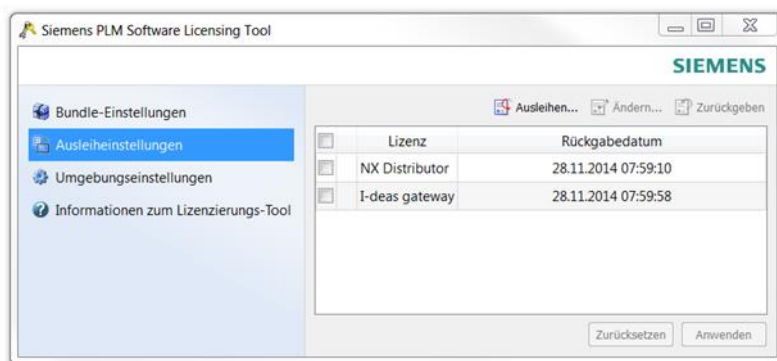 Siemens PLM Software Licensing Tool
SIEMENS
Bundle-Einstellungen
Ausleiheinstellungen
Umgebungseinstellungen
Informationen zum Lizenzierungs-Tool
Ausleihen... Ändern... Zurückgeben
Lizenz Rückgabedatum
NX Distributor 28.11.2014 07:59:10
I-deas gateway 28.11.2014 07:59:58
Zurücksetzen Anwenden